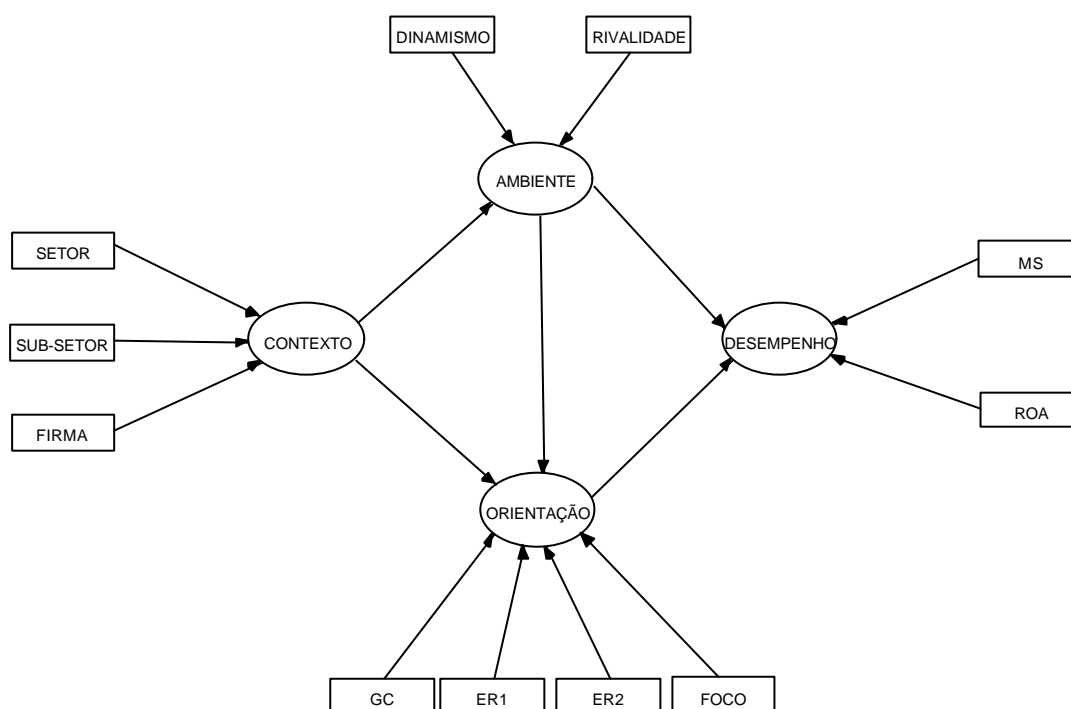 DINAMISMO
RIVALIDADE
AMBIENTE
SETOR
MS
SUB-SETOR
CONTEXTO
DESEMPENHO
FIRMA
ROA
ORIENTAÇÃO
GC
ER1
ER2
FOCO